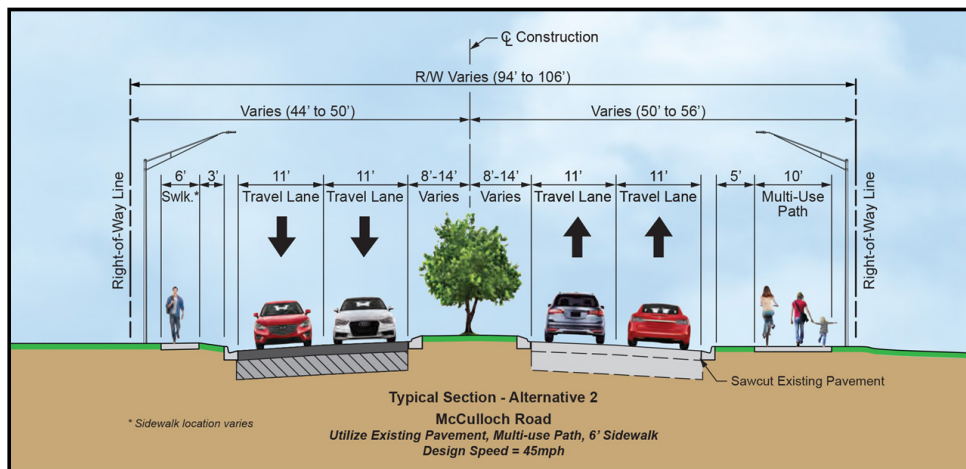 ℄ Construction
R/W Varies (94' to 106')
Varies (44' to 50')
Varies (50' to 56')
Right-of-Way Line
6'
Swlk.*
3'
11'
Travel Lane
11'
Travel Lane
8'-14'
Varies
8'-14'
Varies
11'
Travel Lane
11'
Travel Lane
5'
10'
Multi-Use
Path
Right-of-Way Line
Sawcut Existing Pavement
* Sidewalk location varies
Typical Section - Alternative 2
McCulloch Road
Utilize Existing Pavement, Multi-use Path, 6' Sidewalk
Design Speed = 45mph